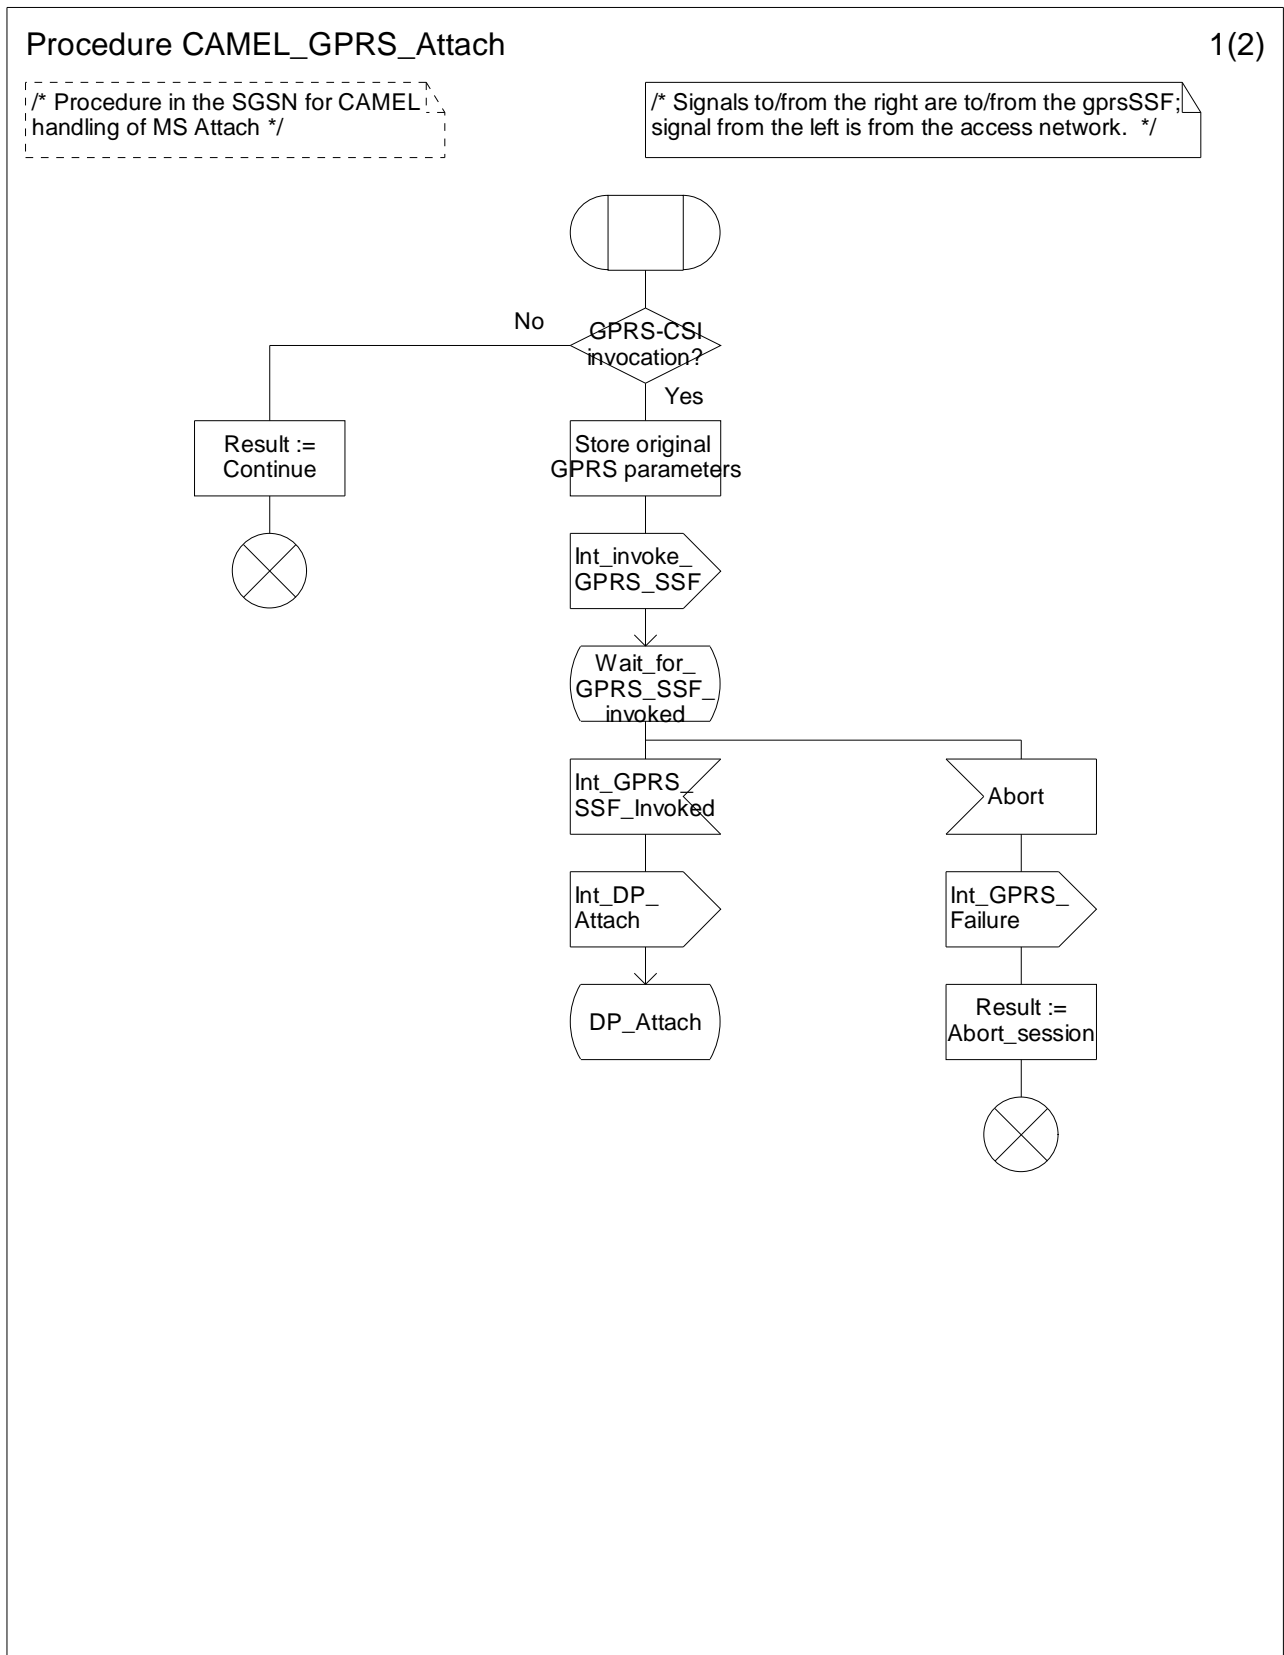 Procedure CAMEL_GPRS_Attach
1(2)
/* Procedure in the SGSN for CAMEL
handling of MS Attach */
/* Signals to/from the right are to/from the gprsSSF;
signal from the left is from the access network.  */
GPRS-CSI
invocation?
No
Yes
Result :=
Continue
Store original
GPRS parameters
Int_invoke_
GPRS_SSF
Wait_for_
GPRS_SSF_
invoked
Int_GPRS_
SSF_Invoked
Abort
Int_DP_
Attach
Int_GPRS_
Failure
DP_Attach
Result :=
Abort_session